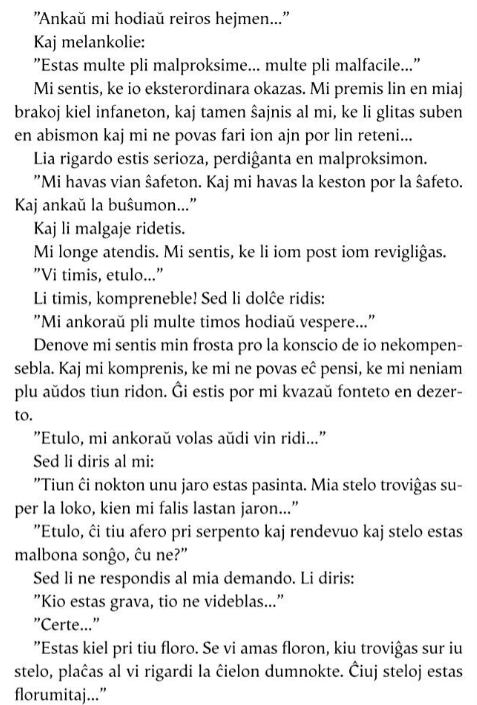 ”Ankaŭ mi hodiaŭ reiros hejmen...”
Kaj melankolie:
”Estas multe pli malproksime... multe pli malfacile...”
Mi sentis, ke io eksterordinara okazas. Mi premis lin en miaj
brakoj kiel infaneton, kaj tamen ŝajnis al mi, ke li glitas suben
en abismon kaj mi ne povas fari ion ajn por lin reteni...
Lia rigardo estis serioza, perdiĝanta en malproksimon.
”Mi havas vian ŝafeton. Kaj mi havas la keston por la ŝafeto.
Kaj ankaŭ la buŝumon...”
Kaj li malgaje ridetis.
Mi longe atendis. Mi sentis, ke li iom post iom revigliĝas.
”Vi timis, etulo...”
Li timis, kompreneble! Sed li dolĉe ridis:
”Mi ankoraŭ pli multe timos hodiaŭ vespere...”
Denove mi sentis min frosta pro la konscio de io nekompen-
sebla. Kaj mi komprenis, ke mi ne povas eĉ pensi, ke mi neniam
plu aŭdos tiun ridon. Ĝi estis por mi kvazaŭ fonteto en dezer-
to.
”Etulo, mi ankoraŭ volas aŭdi vin ridi...”
Sed li diris al mi:
”Tiun ĉi nokton unu jaro estas pasinta. Mia stelo troviĝas su-
per la loko, kien mi falis lastan jaron...”
”Etulo, ĉi tiu afero pri serpento kaj rendevuo kaj stelo estas
malbona sonĝo, ĉu ne?”
Sed li ne respondis al mia demando. Li diris:
”Kio estas grava, tio ne videblas...”
”Certe...”
”Estas kiel pri tiu floro. Se vi amas floron, kiu troviĝas sur iu
stelo, plaĉas al vi rigardi la ĉielon dumnokte. Ĉiuj steloj estas
florumitaj...”